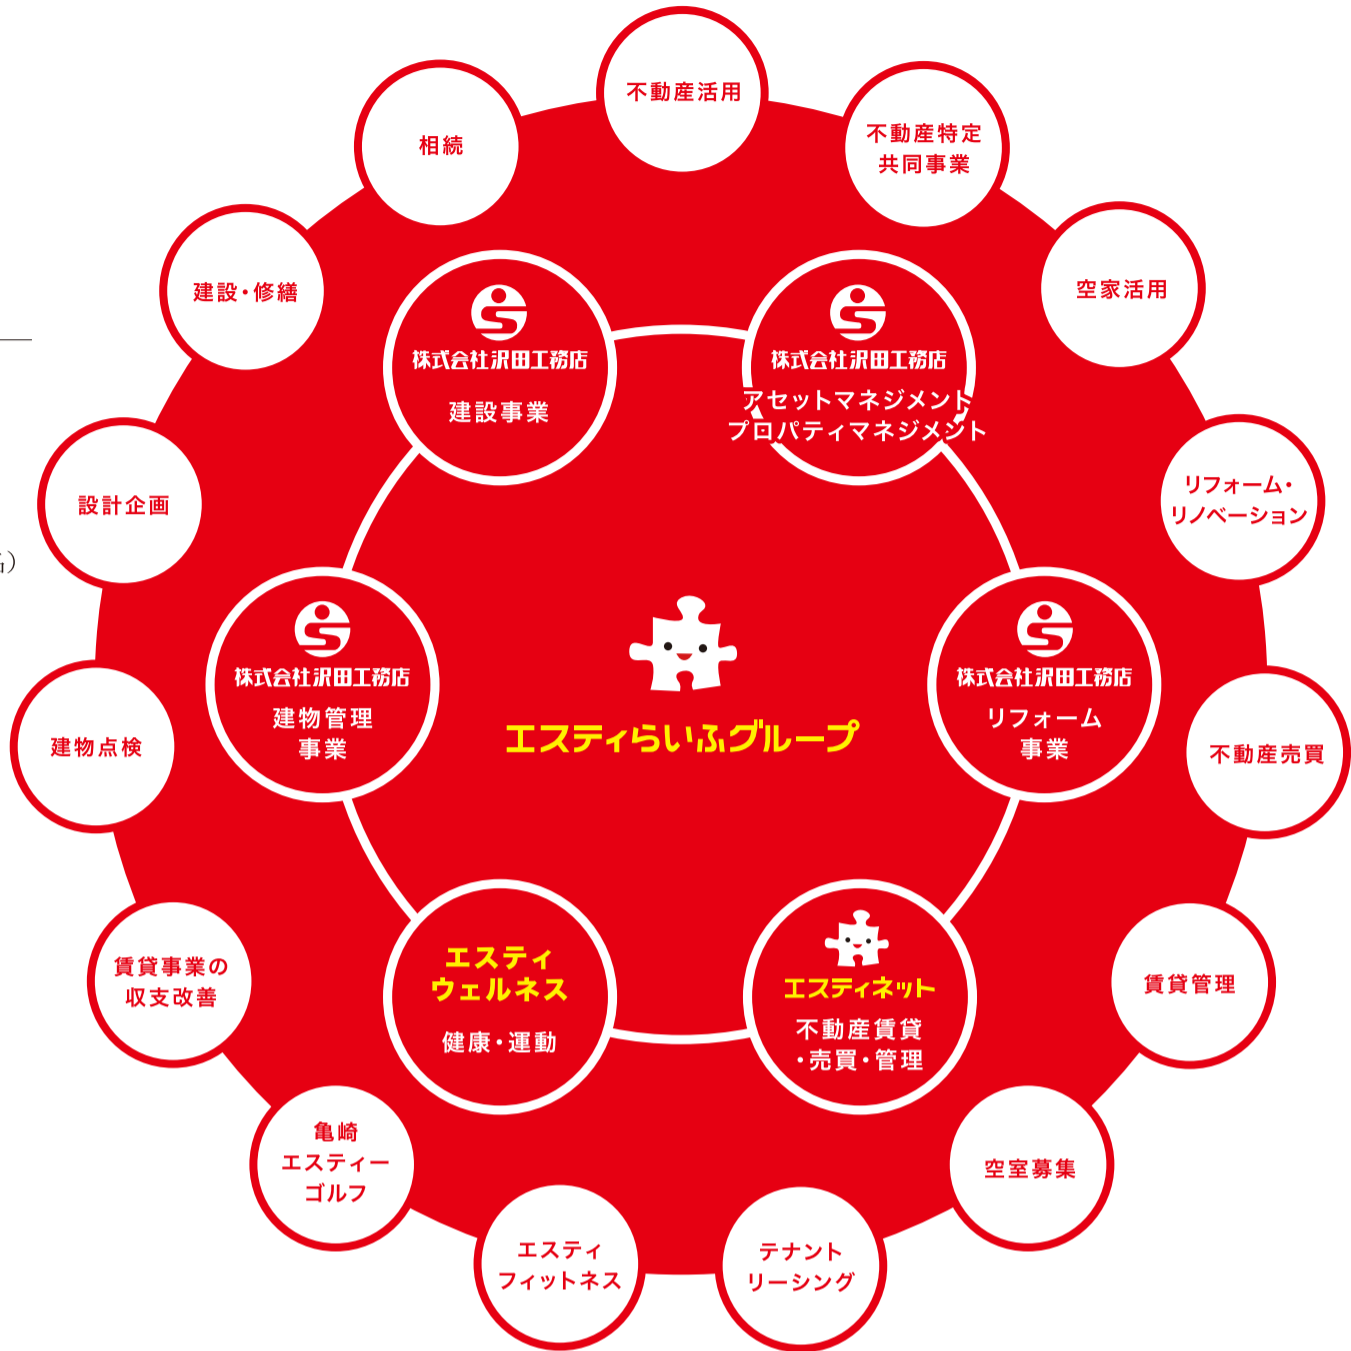 不動産活用
不動産特定
共同事業
空家活用
リフォーム・
リノベーション
不動産売買
賃貸管理
空室募集
テナント
リーシング
エスティ
フィットネス
亀崎
エスティー
ゴルフ
賃貸事業の
収支改善
建物点検
設計企画
建設・修繕
相続
株式会社沢田工務店
建設事業
株式会社沢田工務店
アセットマネジメント
プロパティマネジメント
株式会社沢田工務店
建物管理
事業
株式会社沢田工務店
リフォーム
事業
エスティらいふグループ
エスティ
ウェルネス
健康・運動
エスティネット
不動産賃貸
・売買・管理